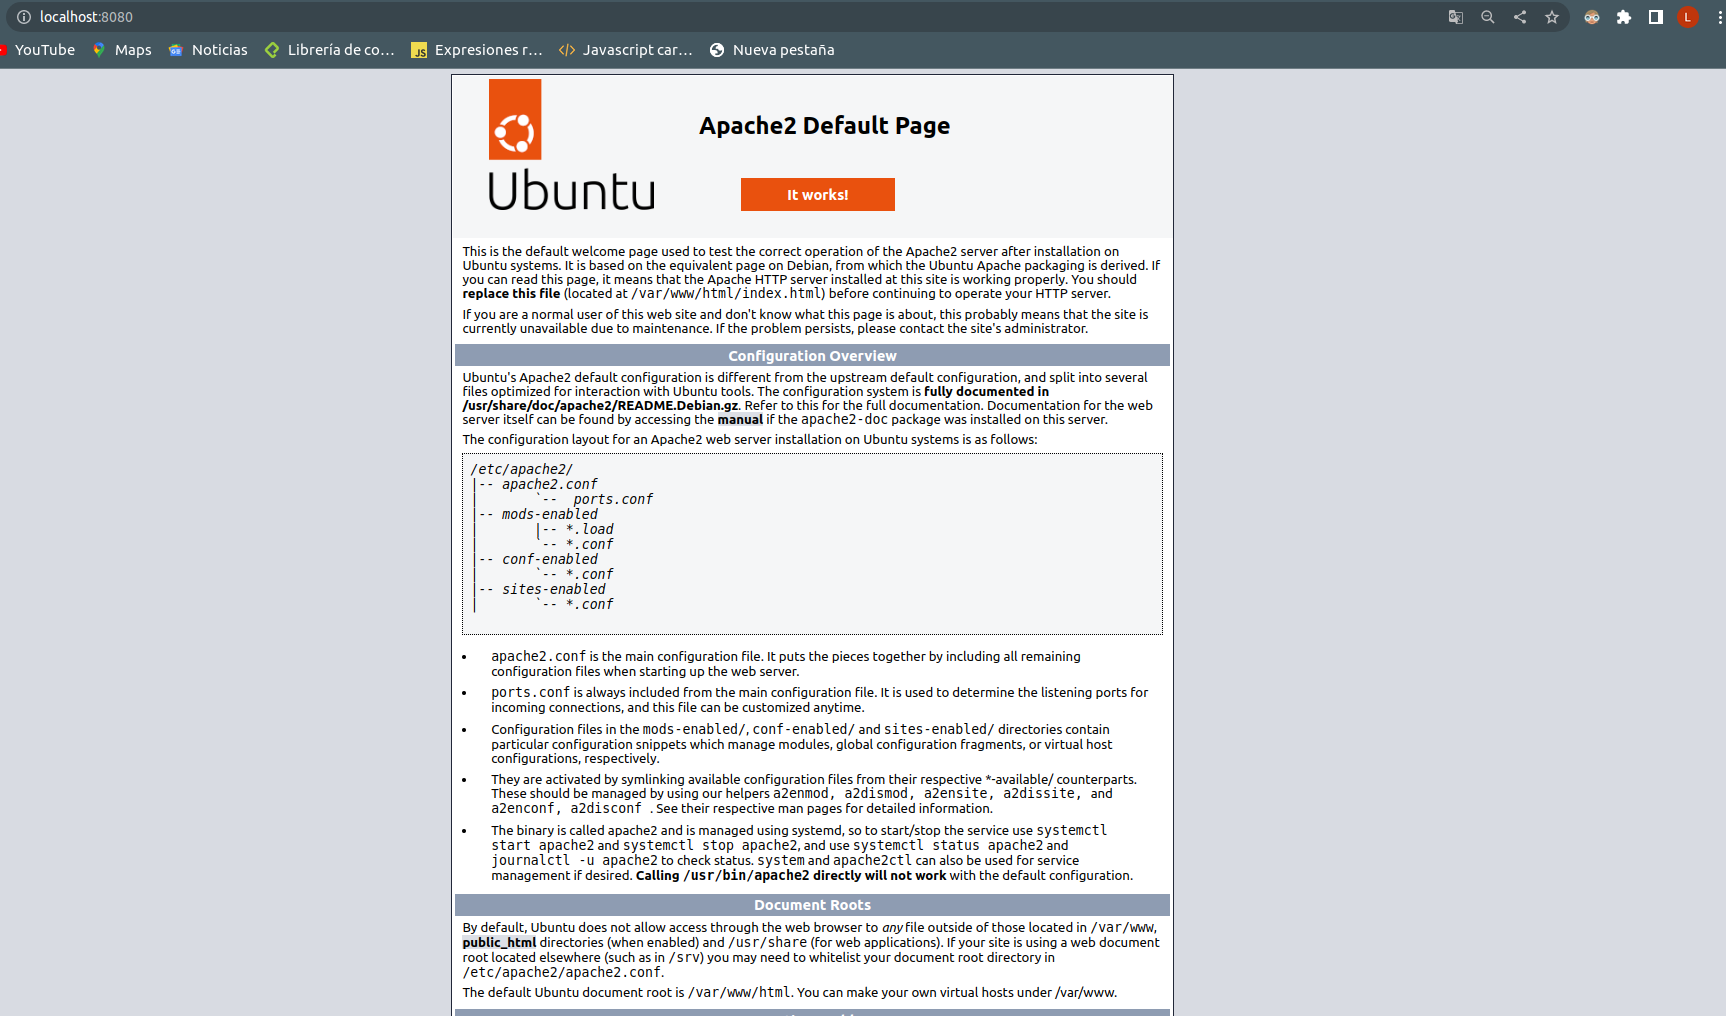 localhost:8080
L
YouTube Maps Noticias Librería de co... Expresiones r... Javascript car... Nueva pestaña
Apache2 Default Page
Ubuntu
It works!
This is the default welcome page used to test the correct operation of the Apache2 server after installation on
Ubuntu systems. It is based on the equivalent page on Debian, from which the Ubuntu Apache packaging is derived. If
you can read this page, it means that the Apache HTTP server installed at this site is working properly. You should
replace this file (located at /var/www/html/index.html) before continuing to operate your HTTP server.
If you are a normal user of this web site and don't know what this page is about, this probably means that the site is
currently unavailable due to maintenance. If the problem persists, please contact the site's administrator.
Configuration Overview
Ubuntu's Apache2 default configuration is different from the upstream default configuration, and split into several
files optimized for interaction with Ubuntu tools. The configuration system is fully documented in
/usr/share/doc/apache2/README.Debian.gz. Refer to this for the full documentation. Documentation for the web
server itself can be found by accessing the manual if the apache2-doc package was installed on this server.
The configuration layout for an Apache2 web server installation on Ubuntu systems is as follows:
/etc/apache2/
|-- apache2.conf
|       `--  ports.conf
|-- mods-enabled
|       |-- *.load
|       `-- *.conf
|-- conf-enabled
|       `-- *.conf
|-- sites-enabled
|       `-- *.conf
• apache2.conf is the main configuration file. It puts the pieces together by including all remaining
configuration files when starting up the web server.
• ports.conf is always included from the main configuration file. It is used to determine the listening ports for
incoming connections, and this file can be customized anytime.
• Configuration files in the mods-enabled/, conf-enabled/ and sites-enabled/ directories contain
particular configuration snippets which manage modules, global configuration fragments, or virtual host
configurations, respectively.
• They are activated by symlinking available configuration files from their respective *-available/ counterparts.
These should be managed by using our helpers a2enmod, a2dismod, a2ensite, a2dissite, and
a2enconf, a2disconf . See their respective man pages for detailed information.
• The binary is called apache2 and is managed using systemd, so to start/stop the service use systemctl
start apache2 and systemctl stop apache2, and use systemctl status apache2 and
journalctl -u apache2 to check status. system and apache2ctl can also be used for service
management if desired. Calling /usr/bin/apache2 directly will not work with the default configuration.
Document Roots
By default, Ubuntu does not allow access through the web browser to any file outside of those located in /var/www,
public_html directories (when enabled) and /usr/share (for web applications). If your site is using a web document
root located elsewhere (such as in /srv) you may need to whitelist your document root directory in
/etc/apache2/apache2.conf.
The default Ubuntu document root is /var/www/html. You can make your own virtual hosts under /var/www.